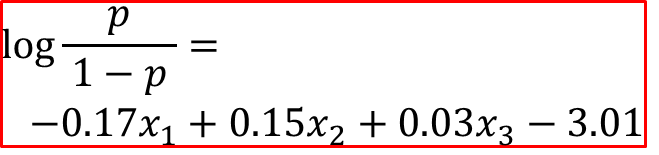 log p/(1 − p) =
−0.17x₁ + 0.15x₂ + 0.03x₃ − 3.01